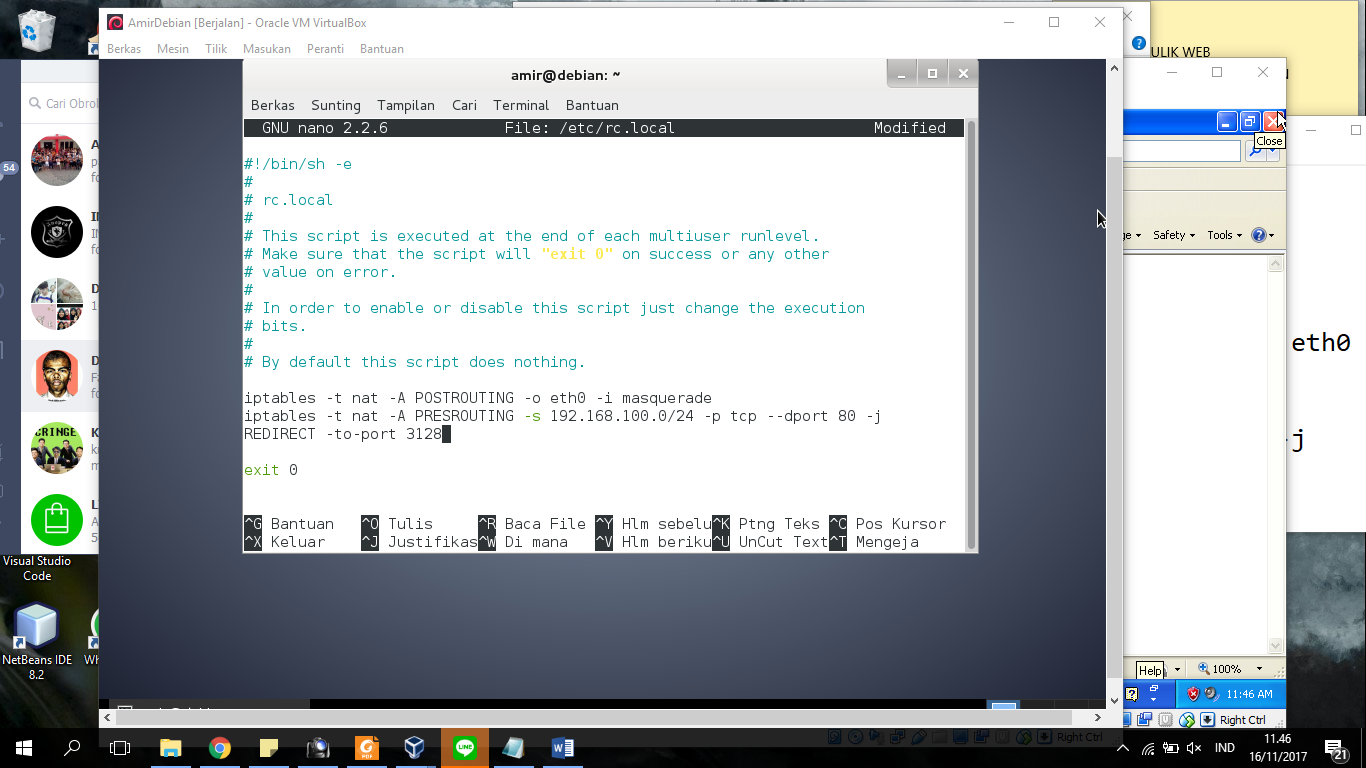 AmirDebian [Berjalan] - Oracle VM VirtualBox
Berkas Mesin Tilik Masukan Peranti Bantuan
ULIK WEB
Cari Obrol
54
amir@debian: ~
Berkas Sunting Tampilan Cari Terminal Bantuan
GNU nano 2.2.6 File: /etc/rc.local Modified
#!/bin/sh -e
#
# rc.local
#
# This script is executed at the end of each multiuser runlevel.
# Make sure that the script will "exit 0" on success or any other
# value on error.
#
# In order to enable or disable this script just change the execution
# bits.
#
# By default this script does nothing.
iptables -t nat -A POSTROUTING -o eth0 -i masquerade
iptables -t nat -A PRESROUTING -s 192.168.100.0/24 -p tcp --dport 80 -j
REDIRECT -to-port 3128
exit 0
^G Bantuan ^O Tulis ^R Baca File ^Y Hlm sebelu ^K Ptng Teks ^C Pos Kursor
^X Keluar ^J Justifikas ^W Di mana ^V Hlm beriku ^U UnCut Text ^T Mengeja
Close
Safety Tools
eth0
-j
CRINGE
Visual Studio
Code
NetBeans IDE
8.2
Help
100%
11:46 AM
Right Ctrl
Right Ctrl
IND
11.46
16/11/2017
21